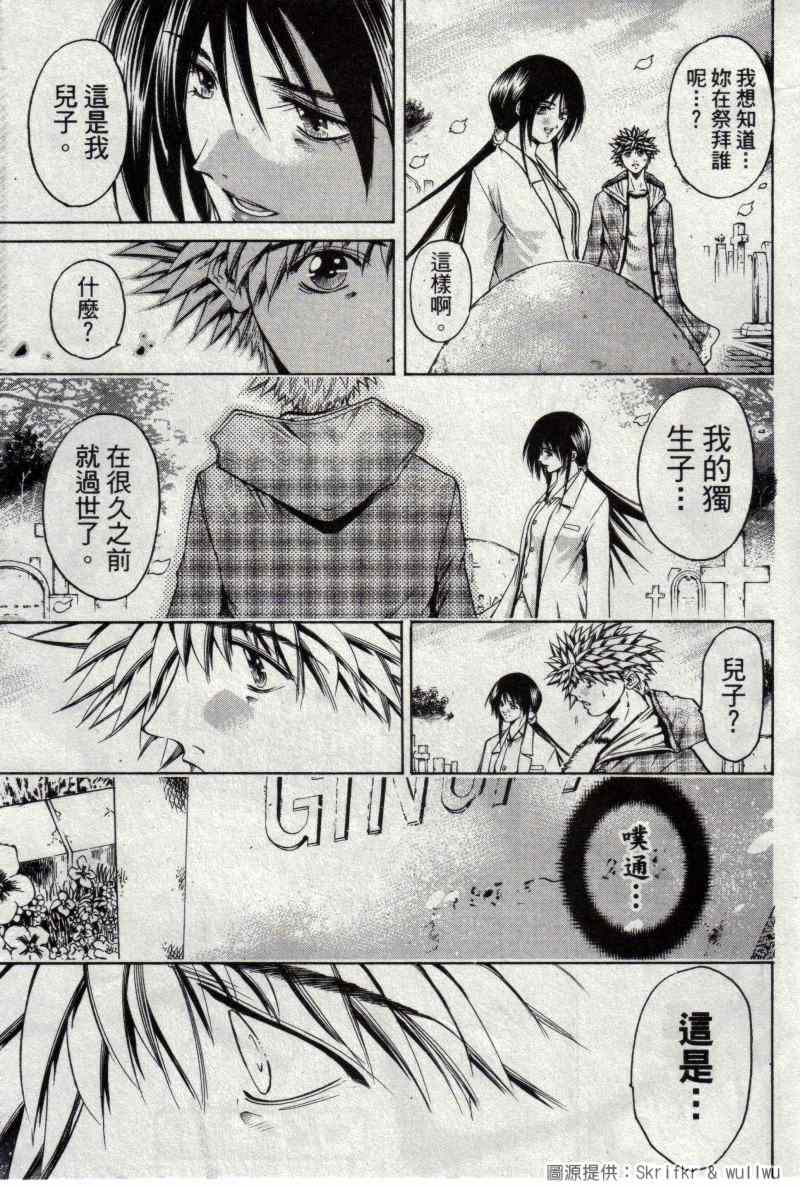 我想知道…
妳在祭拜誰
呢…？
這樣啊。
這是我
兒子。
什麼？
我的獨
生子…
在很久之前
就過世了。
兒子？
噗通…
這是…
圖源提供：Skrifkr & wullwu